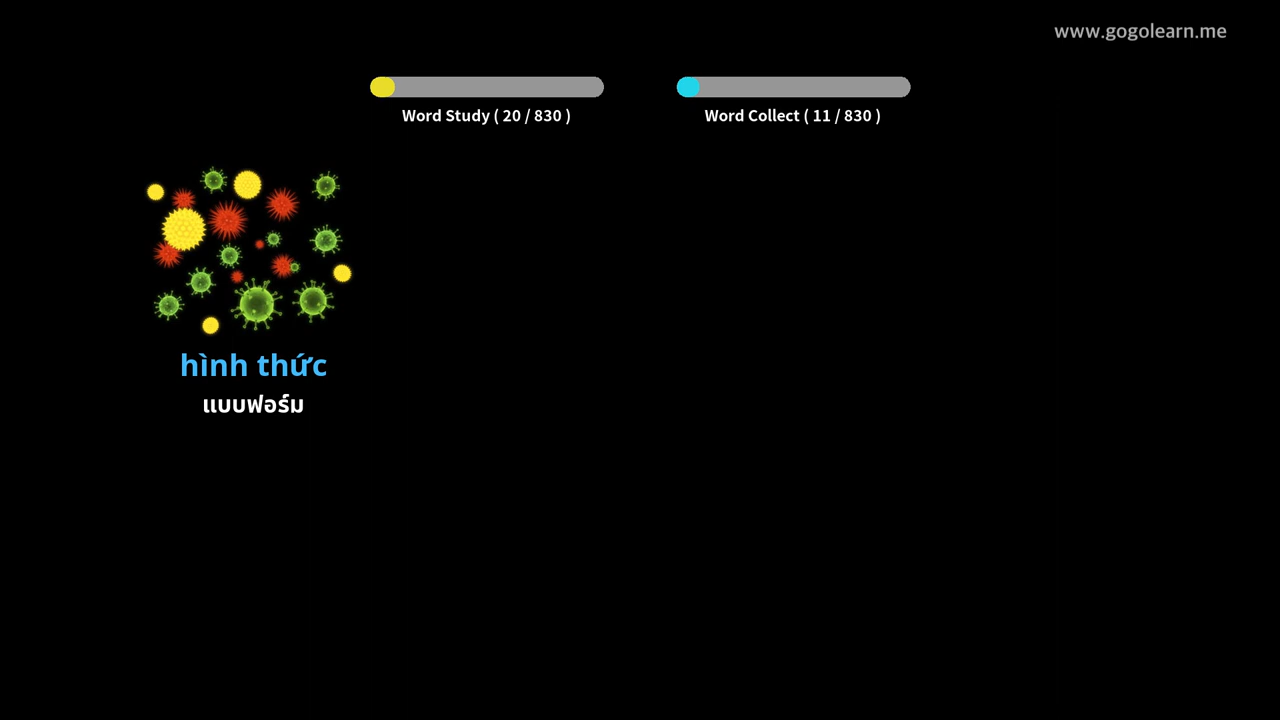 www.gogolearn.me
Word Study ( 20 / 830 )
Word Collect ( 11 / 830 )
hình thức
แบบฟอร์ม